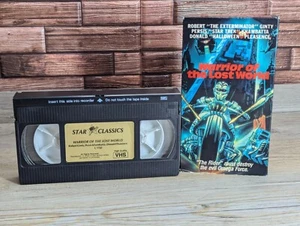 ROBERT "THE EXTERMINATOR" GINTY
PERSIS "STAR TREK" KHAMBATTA
DONALD "HALLOWEEN" PLEASENCE
Warrior
of the Lost World
Insert this side into recorder
Do not touch the tape inside
STAR CLASSICS
WARRIOR OF THE LOST WORLD
VHS
"The Rider" must destroy
the evil Omega Force.